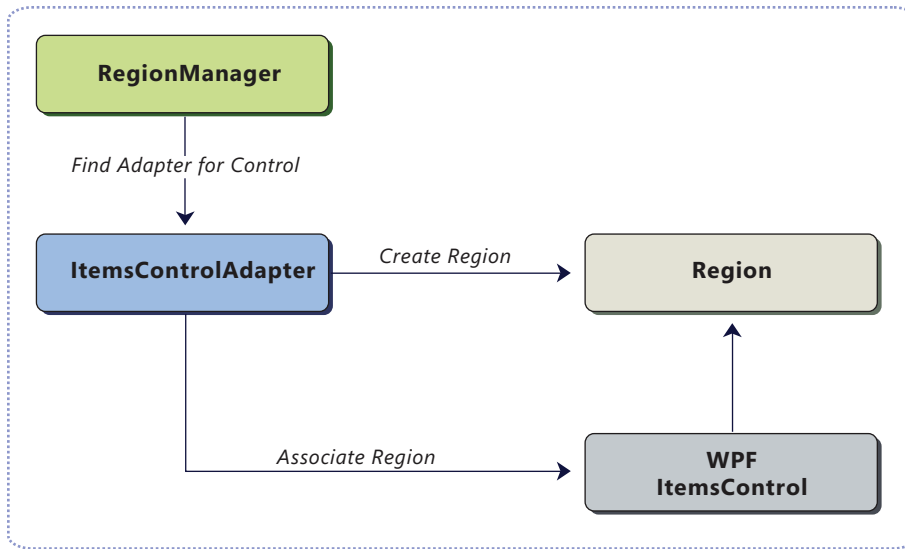 RegionManager
Find Adapter for Control
ItemsControlAdapter
Create Region
Region
Associate Region
WPF
ItemsControl